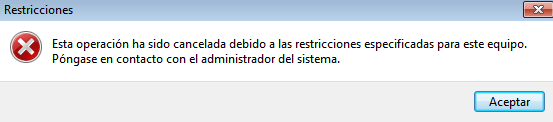 Restricciones
Esta operación ha sido cancelada debido a las restricciones especificadas para este equipo.
Póngase en contacto con el administrador del sistema.
Aceptar